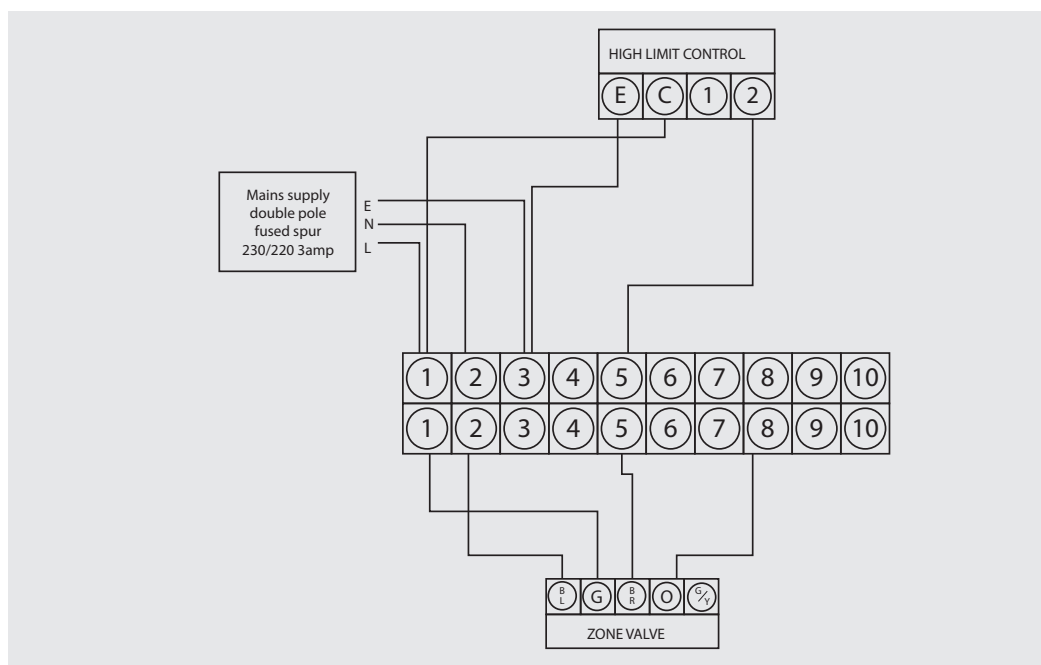 HIGH LIMIT CONTROL
E C 1 2
Mains supply
double pole
fused spur
230/220 3amp
E
N
L
1 2 3 4 5 6 7 8 9 10
1 2 3 4 5 6 7 8 9 10
B L G B R O G/Y
ZONE VALVE